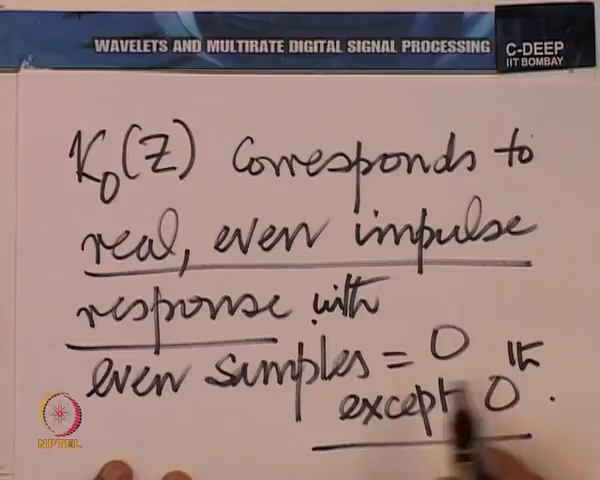 WAVELETS AND MULTIRATE DIGITAL SIGNAL PROCESSING
C-DEEP
IIT BOMBAY
K₀(Z) Corresponds to
real, even impulse
response with
even samples = 0
except 0th.
NPTEL